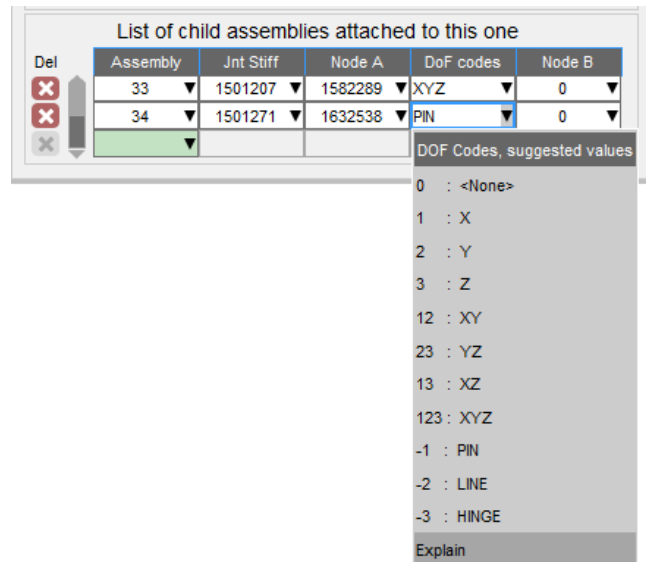 List of child assemblies attached to this one
Del Assembly Jnt Stiff Node A DoF codes Node B
33 1501207 1582289 XYZ 0
34 1501271 1632538 PIN 0
DOF Codes, suggested values
0 : <None>
1 : X
2 : Y
3 : Z
12 : XY
23 : YZ
13 : XZ
123 : XYZ
-1 : PIN
-2 : LINE
-3 : HINGE
Explain